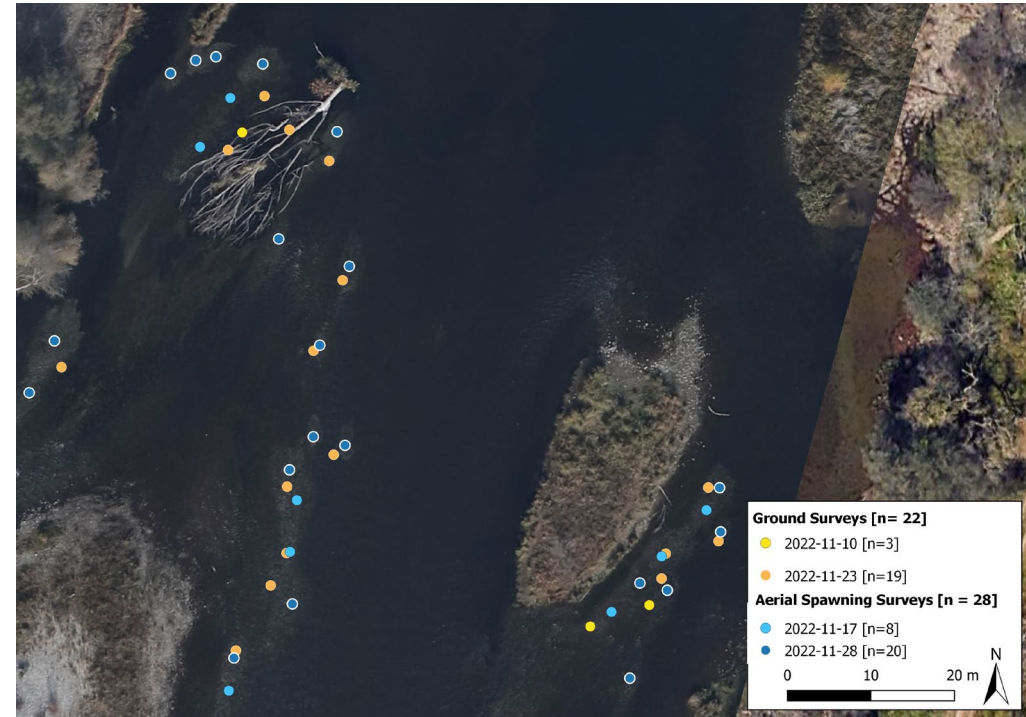 Ground Surveys [n= 22]
2022-11-10 [n=3]
2022-11-23 [n=19]
Aerial Spawning Surveys [n = 28]
2022-11-17 [n=8]
2022-11-28 [n=20]
N
0 10 20 m